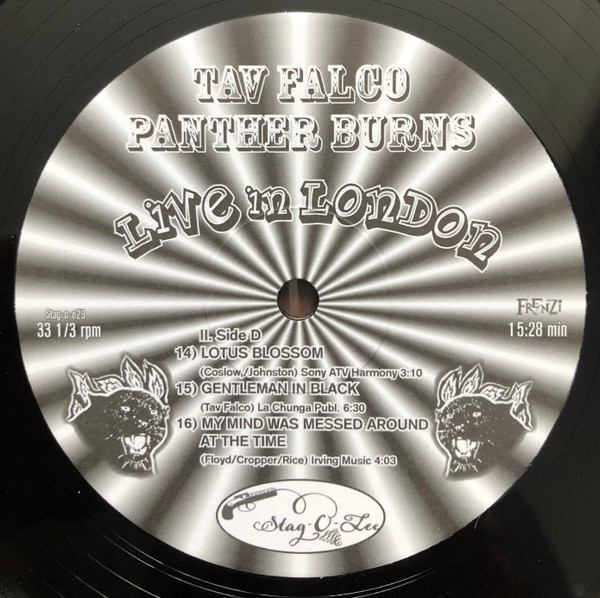 TAV FALCO
PANTHER BURNS
LIVE IN LONDON
Stag-o-o29
FRENZI
33 1/3 rpm
15:28 min
II. Side D
14) LOTUS BLOSSOM
(Coslow,/Johnston) Sony ATV Harmony 3:10
15) GENTLEMAN IN BLACK
(Tav Falco) La Chunga Publ. 6:30
16) MY MIND WAS MESSED AROUND
AT THE TIME
(Floyd/Cropper/Rice) Irving Music 4:03
Stag-O-Lee